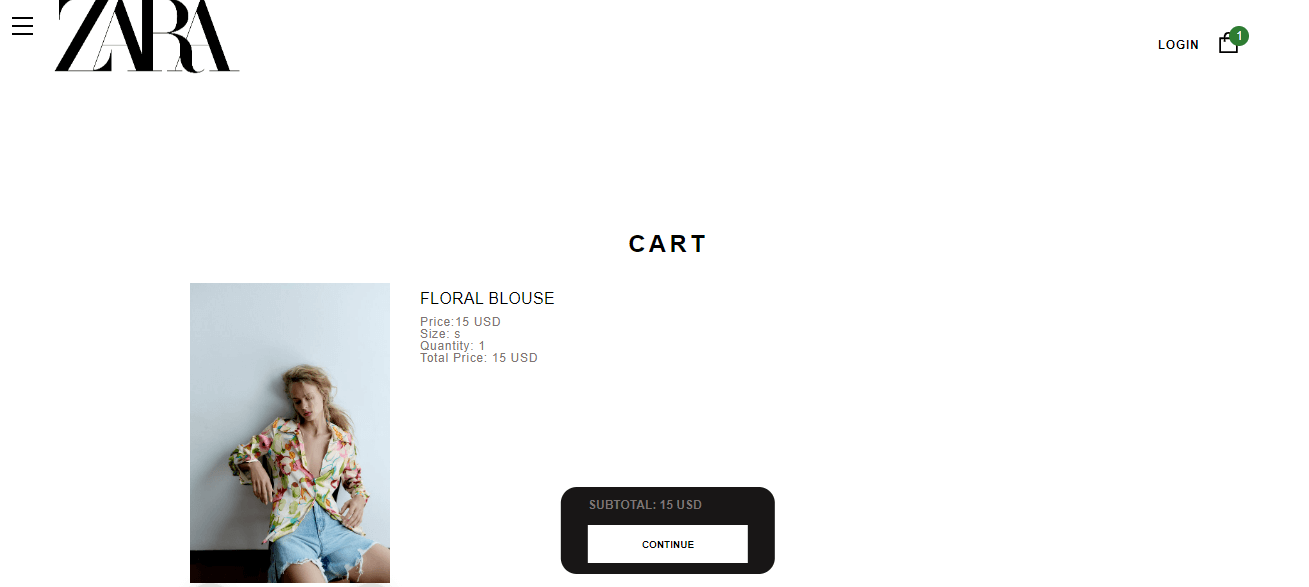 ZARA
LOGIN
1
CART
FLORAL BLOUSE
Price:15 USD
Size: s
Quantity: 1
Total Price: 15 USD
SUBTOTAL: 15 USD
CONTINUE